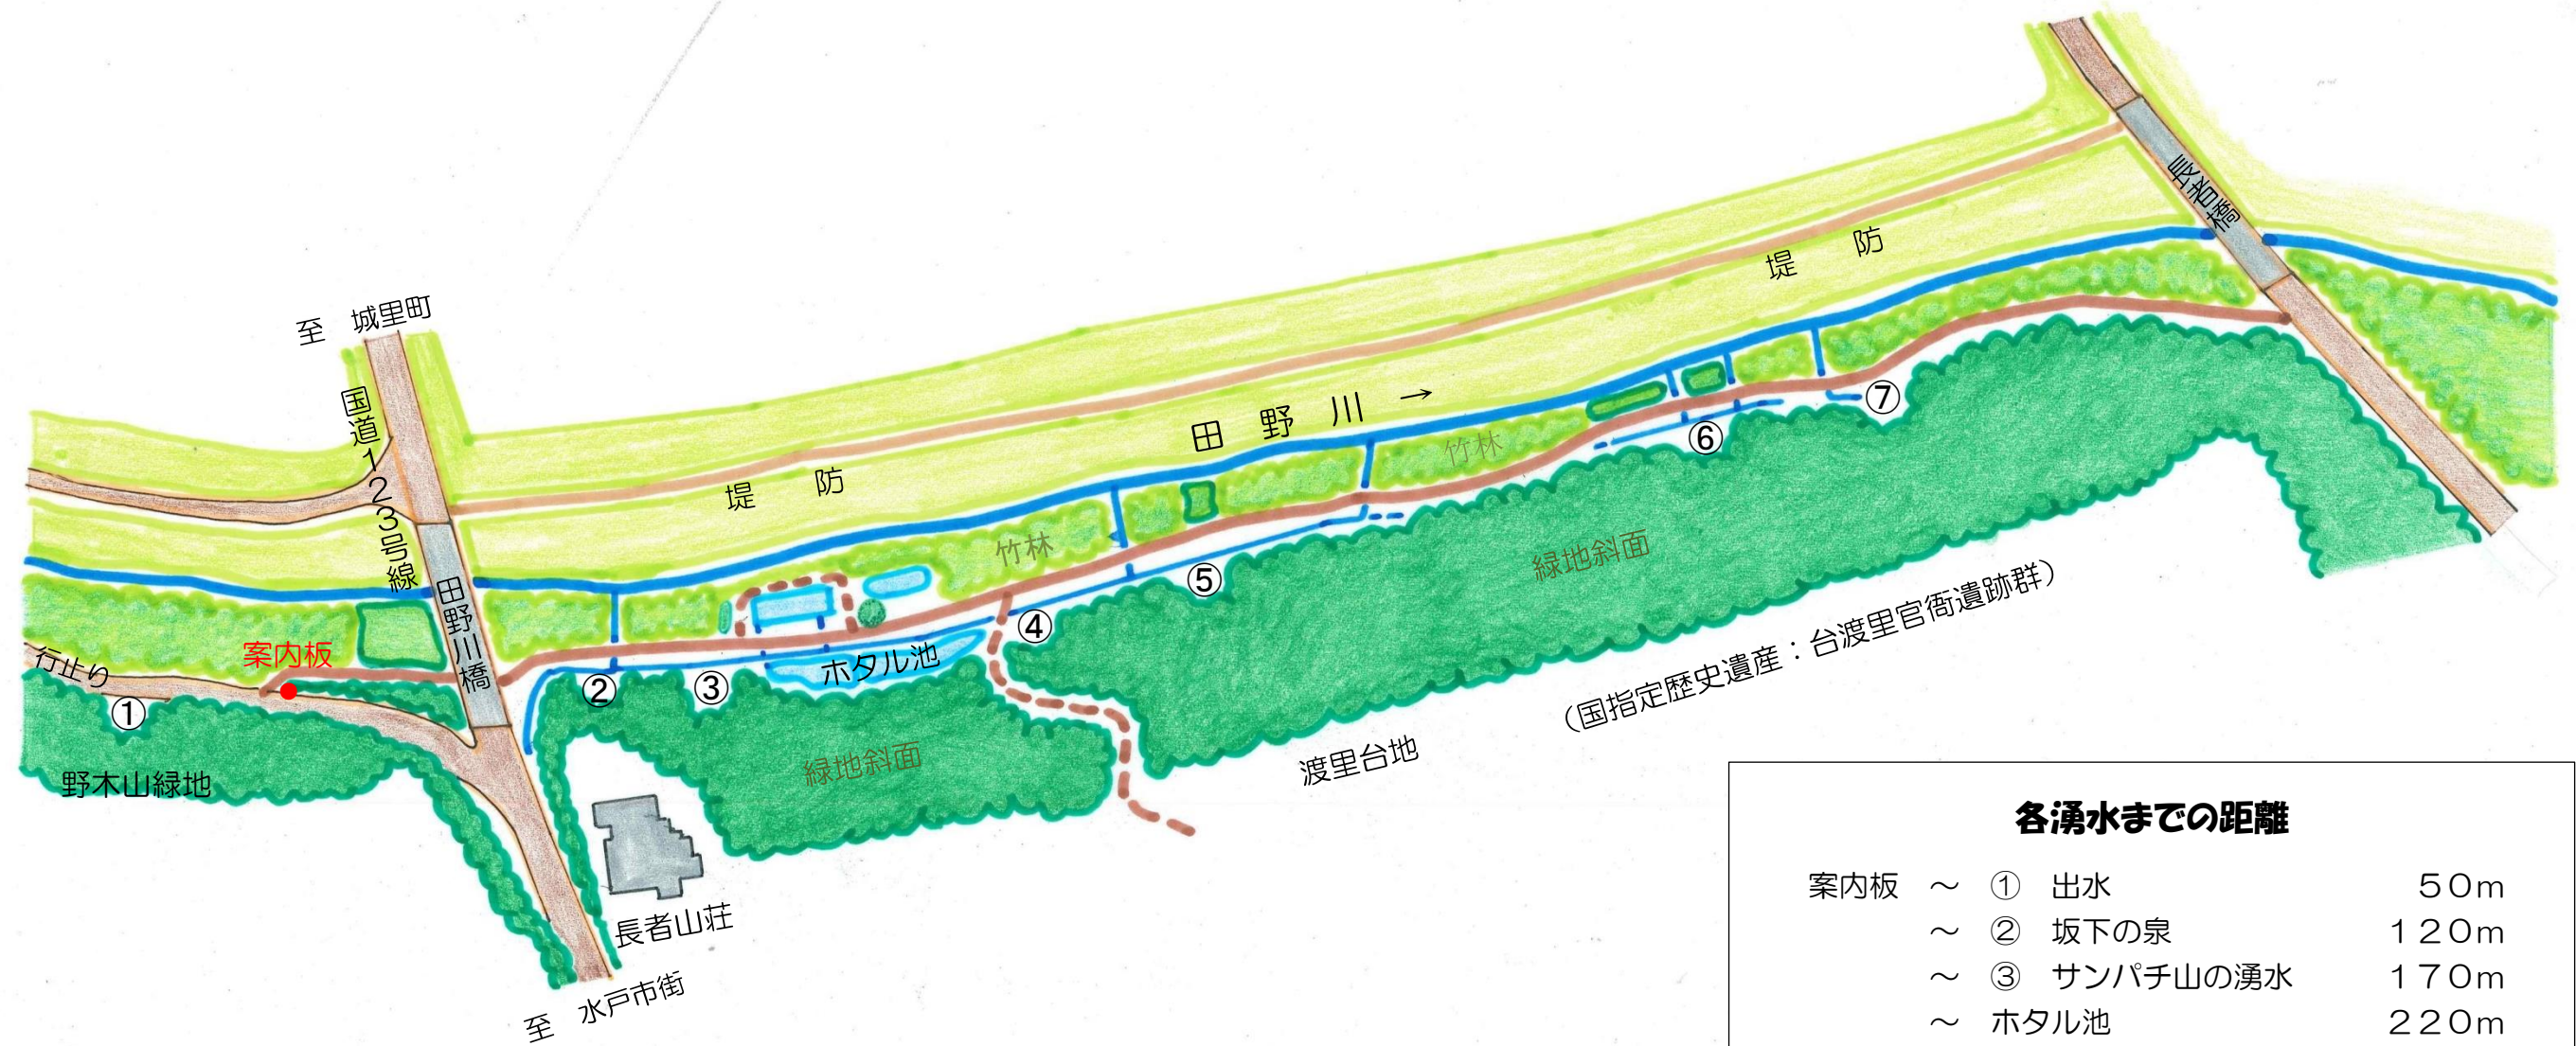 至　城里町
国道１２３号線
田野川橋
行止り
案内板
①
野木山緑地
②
③
ホタル池
④
⑤
⑥
⑦
堤　防
田　野　川　→
堤　防
長者橋
竹林
竹林
緑地斜面
緑地斜面
渡里台地
（国指定歴史遺産：台渡里官衙遺跡群）
長者山荘
至　水戸市街
各湧水までの距離
案内板　～　①　出水　５０ｍ
～　②　坂下の泉　１２０ｍ
～　③　サンパチ山の湧水　１７０ｍ
～　ホタル池　２２０ｍ